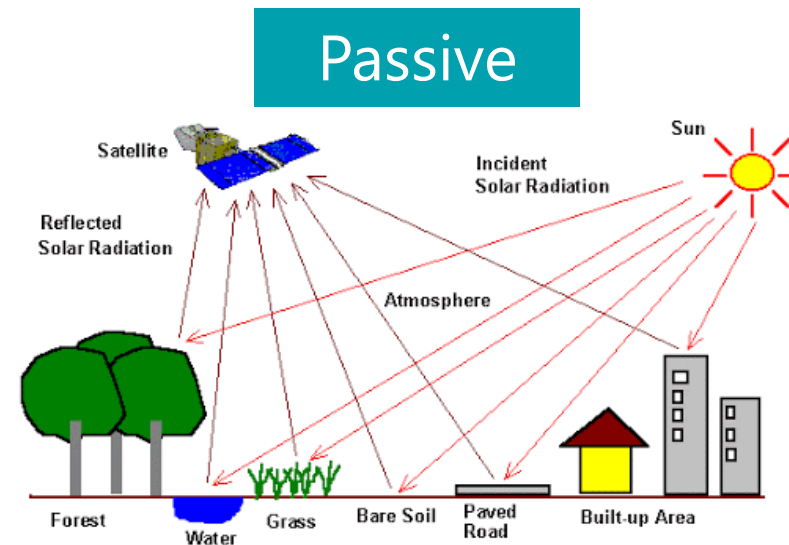 Passive
Sun
Satellite
Incident
Solar Radiation
Reflected
Solar Radiation
Atmosphere
Forest
Water
Grass
Bare Soil
Paved
Road
Built-up Area